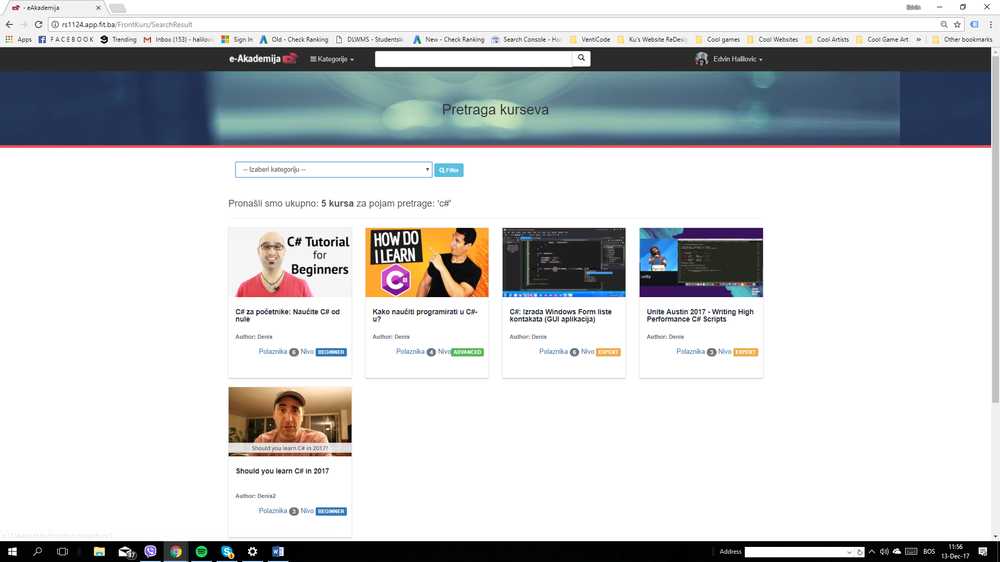 - eAkademija
Edvin
rs1124.app.fit.ba/FrontKurs/SearchResult
Apps
F A C E B O O K
Trending
Inbox (153) - halilovic
Sign In
Old - Check Ranking
DLWMS - Studentski
New - Check Ranking
Search Console - Hor
VentiCode
Ku's Website ReDesig
Cool games
Cool Websites
Cool Artists
Cool Game Art
»
Other bookmarks
e-Akademija
Kategorije
Edvin Halilovic
Pretraga kurseva
-- Izaberi kategoriju --
Filter
Pronašli smo ukupno: 5 kursa za pojam pretrage: 'c#'
C# Tutorial
for
Beginners
C# za početnike: Naučite C# od
nule
Author: Denis
Polaznika 6 Nivo BEGINNER
HOW DO
I LEARN
C#
Kako naučiti programirati u C#-
u?
Author: Denis
Polaznika 4 Nivo ADVANCED
C#: Izrada Windows Form liste
kontakata (GUI aplikacija)
Author: Denis
Polaznika 6 Nivo EXPERT
unity
Unite
Austin
2017
Unite Austin 2017 - Writing High
Performance C# Scripts
Author: Denis
Polaznika 3 Nivo EXPERT
Should you learn C# in 2017?
Should you learn C# in 2017
Author: Denis2
Polaznika 3 Nivo BEGINNER
rs1124.app.fit.ba/FrontKurs/SingleKurs/1
37
1
Address
BOS
11:56
13-Dec-17